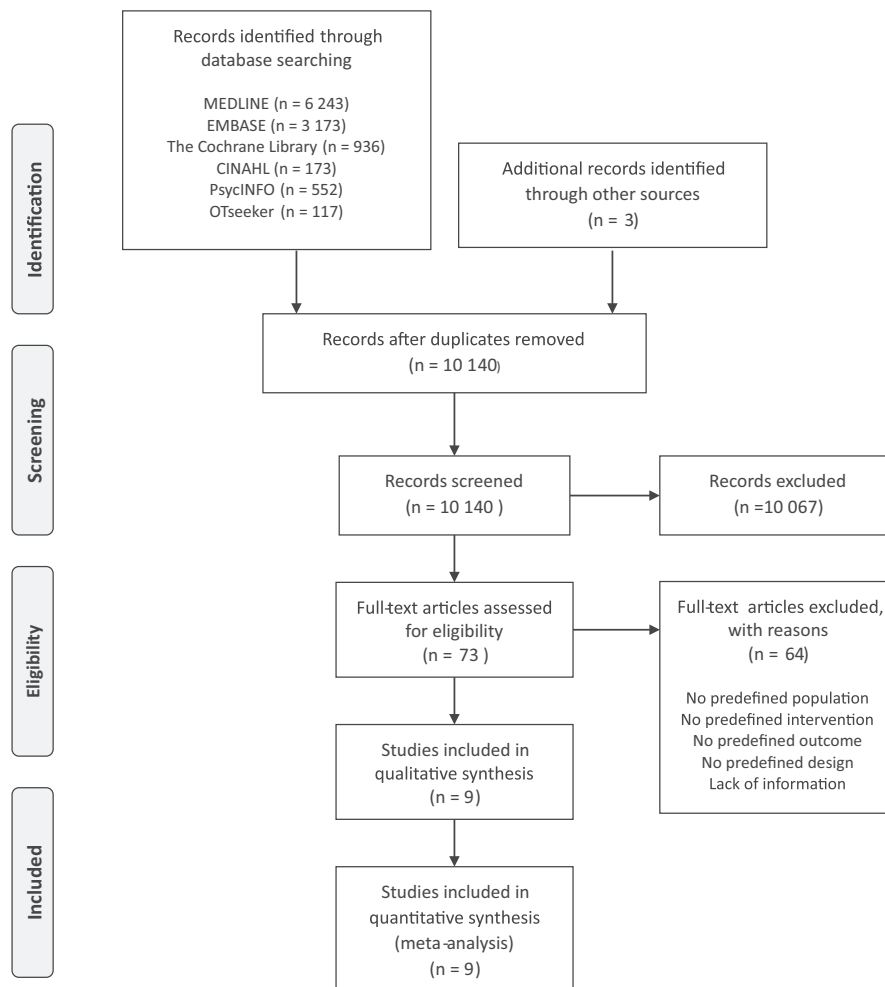 Identification
Records identified through
database searching
MEDLINE (n = 6 243)
EMBASE (n = 3 173)
The Cochrane Library (n = 936)
CINAHL (n = 173)
PsycINFO (n = 552)
OTseeker (n = 117)
Additional records identified
through other sources
(n = 3)
Records after duplicates removed
(n = 10 140)
Screening
Records screened
(n = 10 140 )
Records excluded
(n =10 067)
Eligibility
Full-text articles assessed
for eligibility
(n = 73 )
Full-text articles excluded,
with reasons
(n = 64)
No predefined population
No predefined intervention
No predefined outcome
No predefined design
Lack of information
Studies included in
qualitative synthesis
(n = 9)
Included
Studies included in
quantitative synthesis
(meta-analysis)
(n = 9)